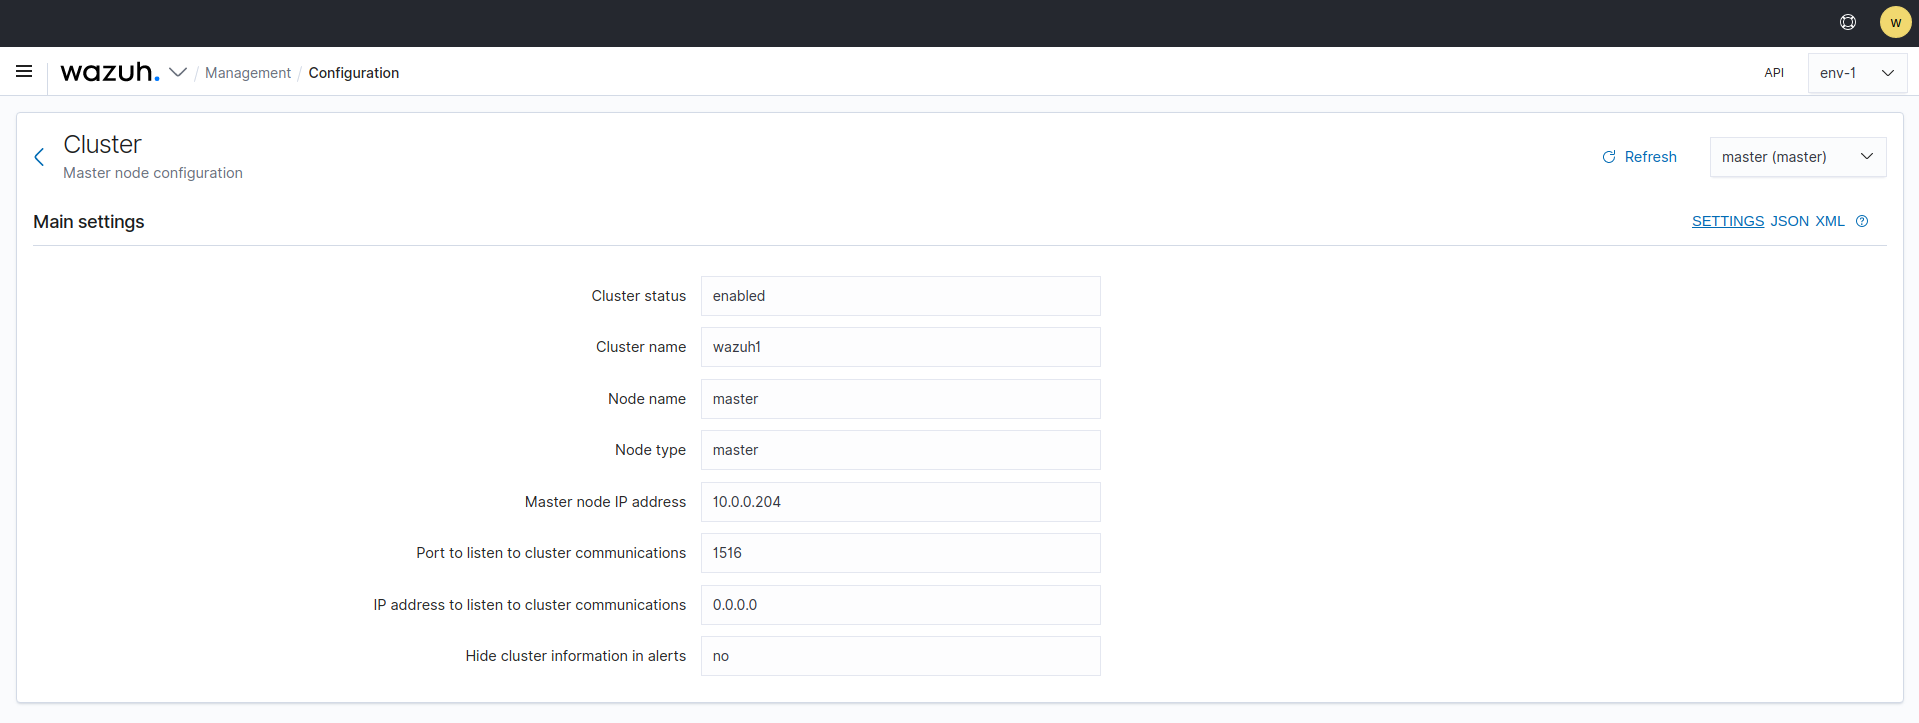 w
wazuh. / Management / Configuration API env-1
Cluster
Master node configuration
Refresh master (master)
Main settings SETTINGS JSON XML
Cluster status enabled
Cluster name wazuh1
Node name master
Node type master
Master node IP address 10.0.0.204
Port to listen to cluster communications 1516
IP address to listen to cluster communications 0.0.0.0
Hide cluster information in alerts no